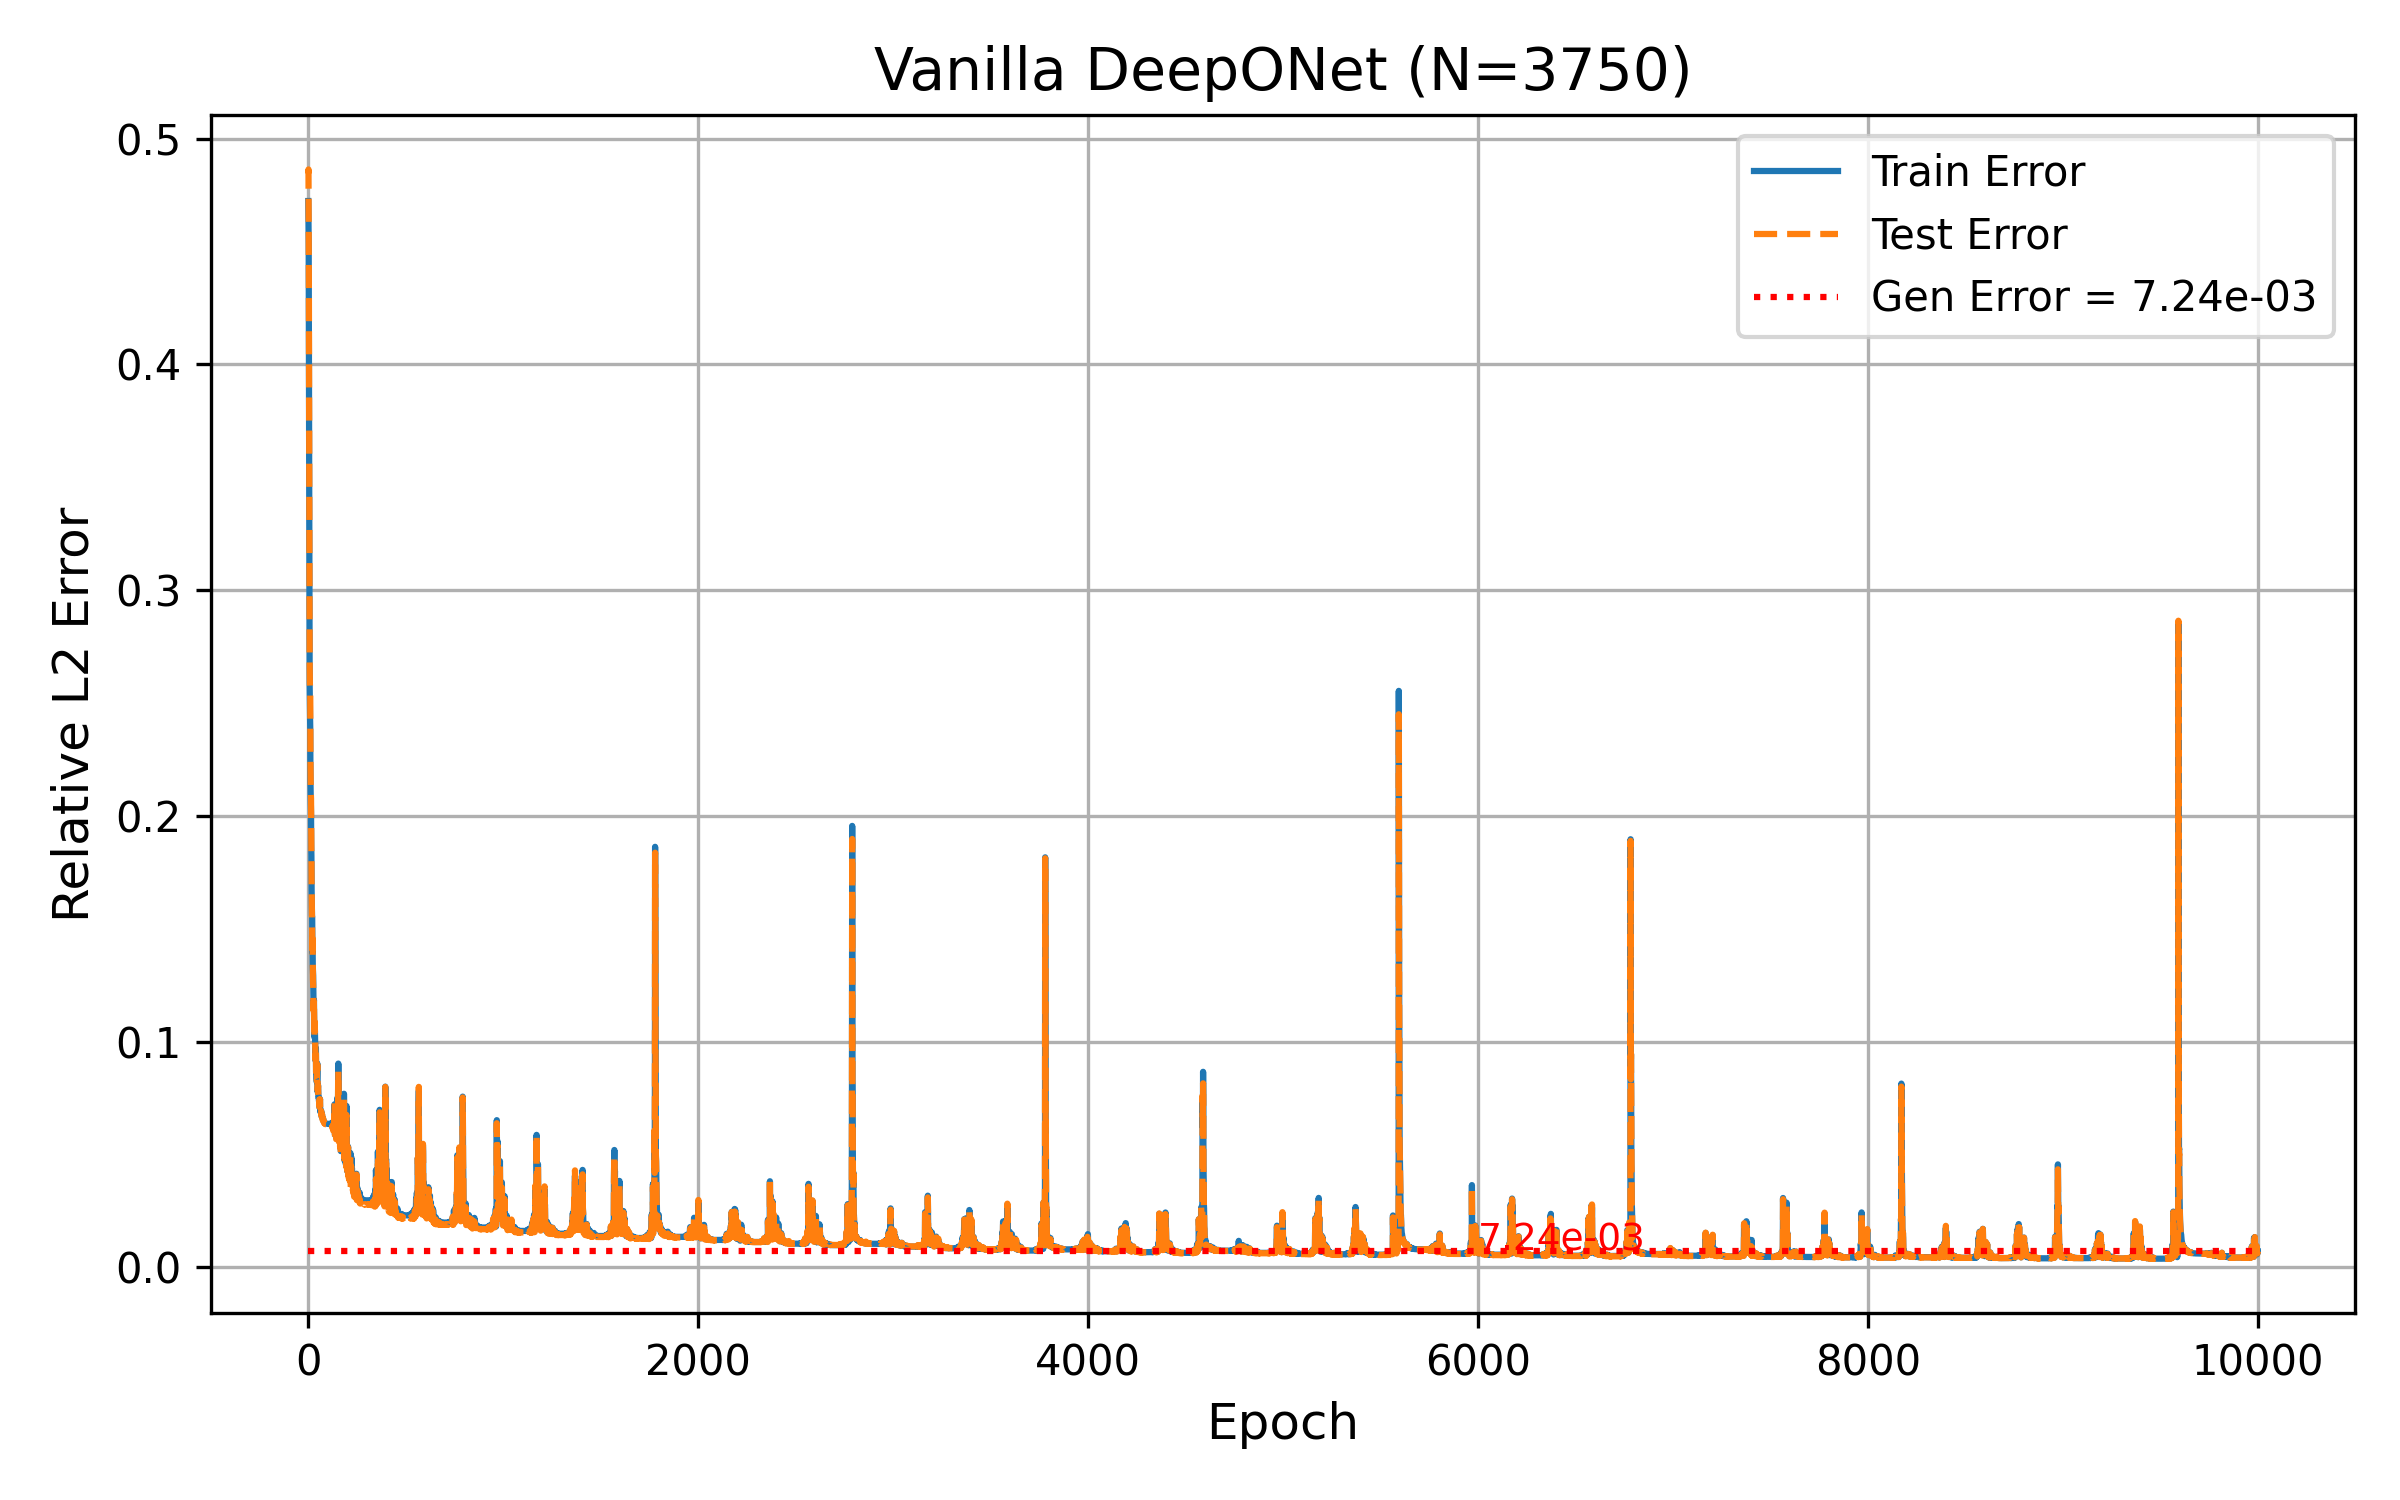 Vanilla DeepONet (N=3750)
Relative L2 Error
0.5
0.4
0.3
0.2
0.1
0.0
Train Error
Test Error
Gen Error = 7.24e-03
7.24e-03
0 2000 4000 6000 8000 10000
Epoch